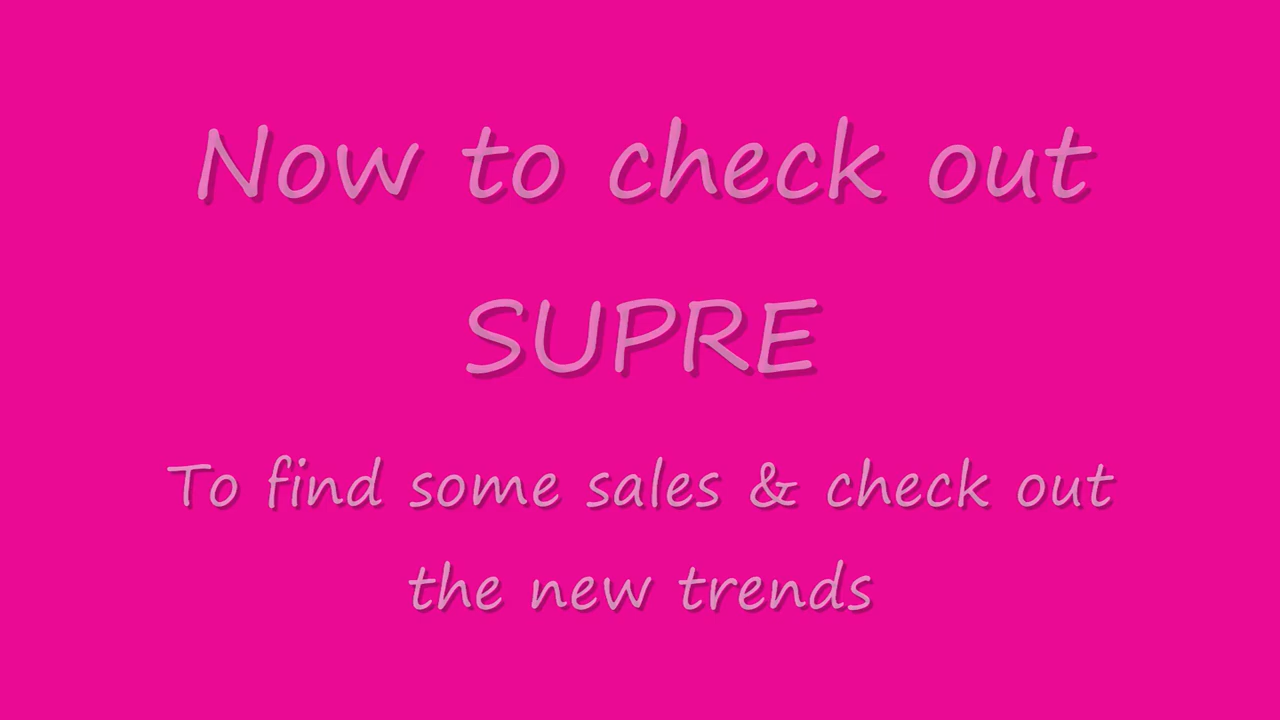 Now to check out
SUPRE
To find some sales & check out
the new trends